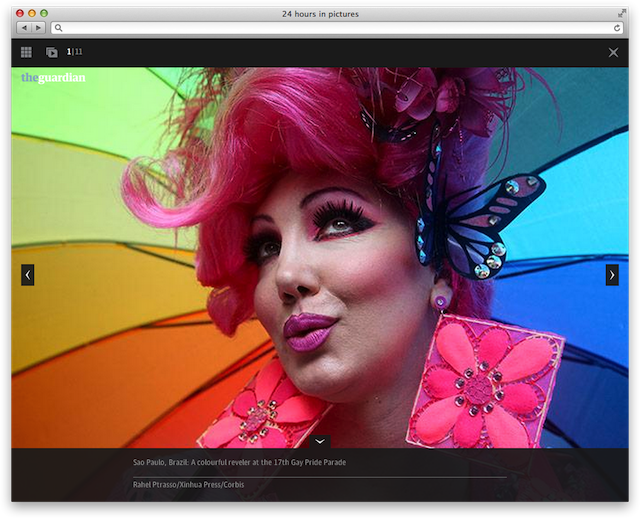 24 hours in pictures
1|11
theguardian
Sao Paulo, Brazil: A colourful reveler at the 17th Gay Pride Parade
Rahel Ptrasso/Xinhua Press/Corbis